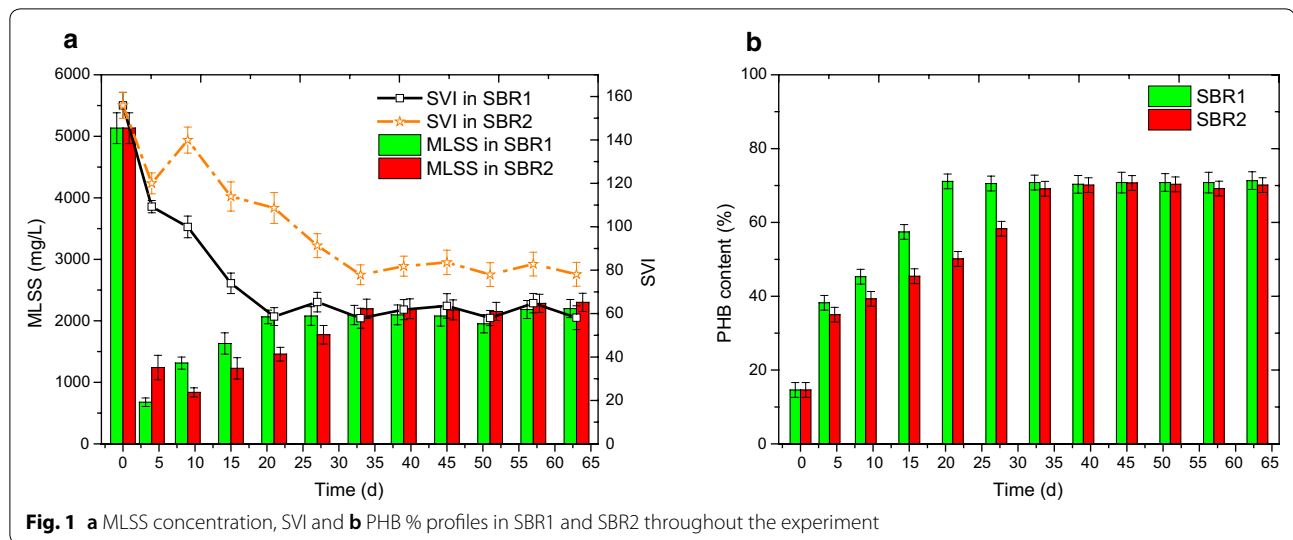 a
6000
5000
4000
3000
2000
1000
0
MLSS (mg/L)
160
140
120
100
80
60
40
20
0
SVI
SVI in SBR1
SVI in SBR2
MLSS in SBR1
MLSS in SBR2
0 5 10 15 20 25 30 35 40 45 50 55 60 65
Time (d)
b
100
80
60
40
20
0
PHB content (%)
SBR1
SBR2
0 5 10 15 20 25 30 35 40 45 50 55 60 65
Time (d)
Fig. 1 a MLSS concentration, SVI and b PHB % profiles in SBR1 and SBR2 throughout the experiment